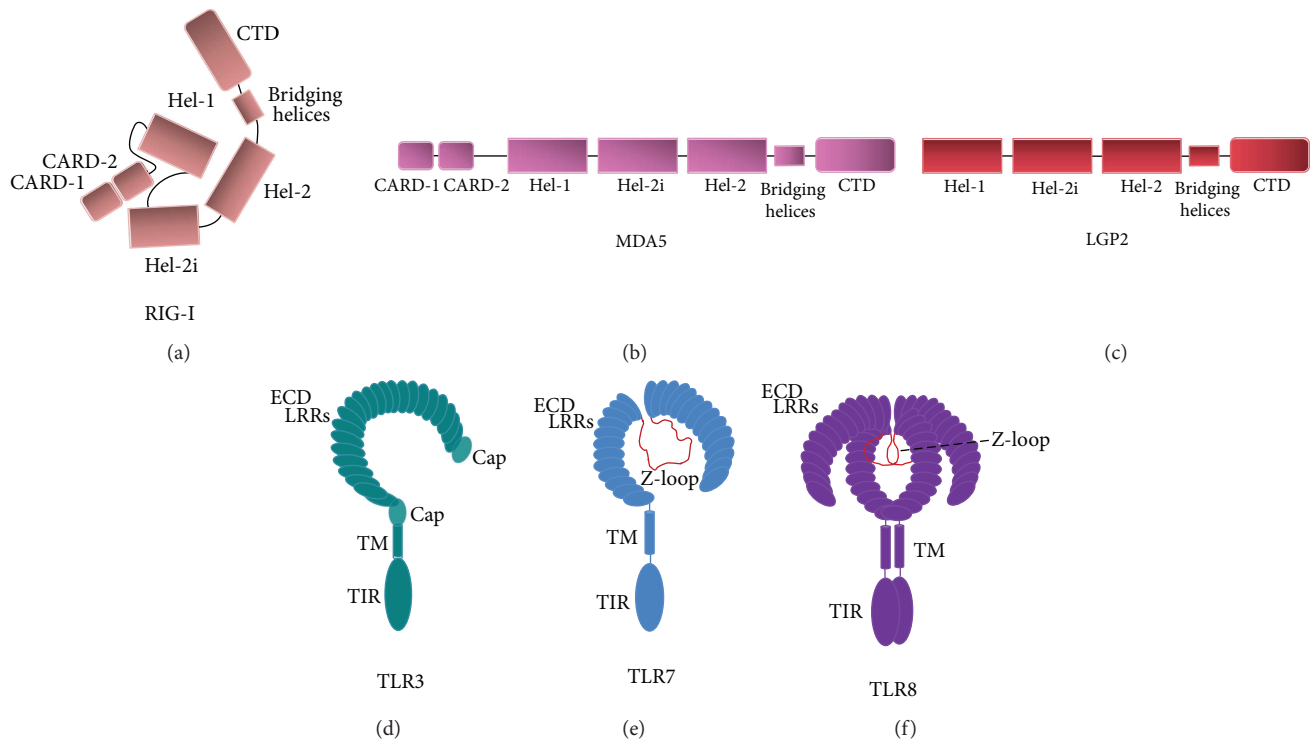 CTD
Bridging
helices
Hel-1
CARD-2
CARD-1
Hel-2
Hel-2i
RIG-I
(a)
CARD-1 CARD-2 Hel-1 Hel-2i Hel-2 Bridging CTD
helices
MDA5
(b)
Hel-1 Hel-2i Hel-2 Bridging CTD
helices
LGP2
(c)
ECD
LRRs
Cap
Cap
TM
TIR
TLR3
(d)
ECD
LRRs
Z-loop
TM
TIR
TLR7
(e)
ECD
LRRs
Z-loop
TM
TIR
TLR8
(f)